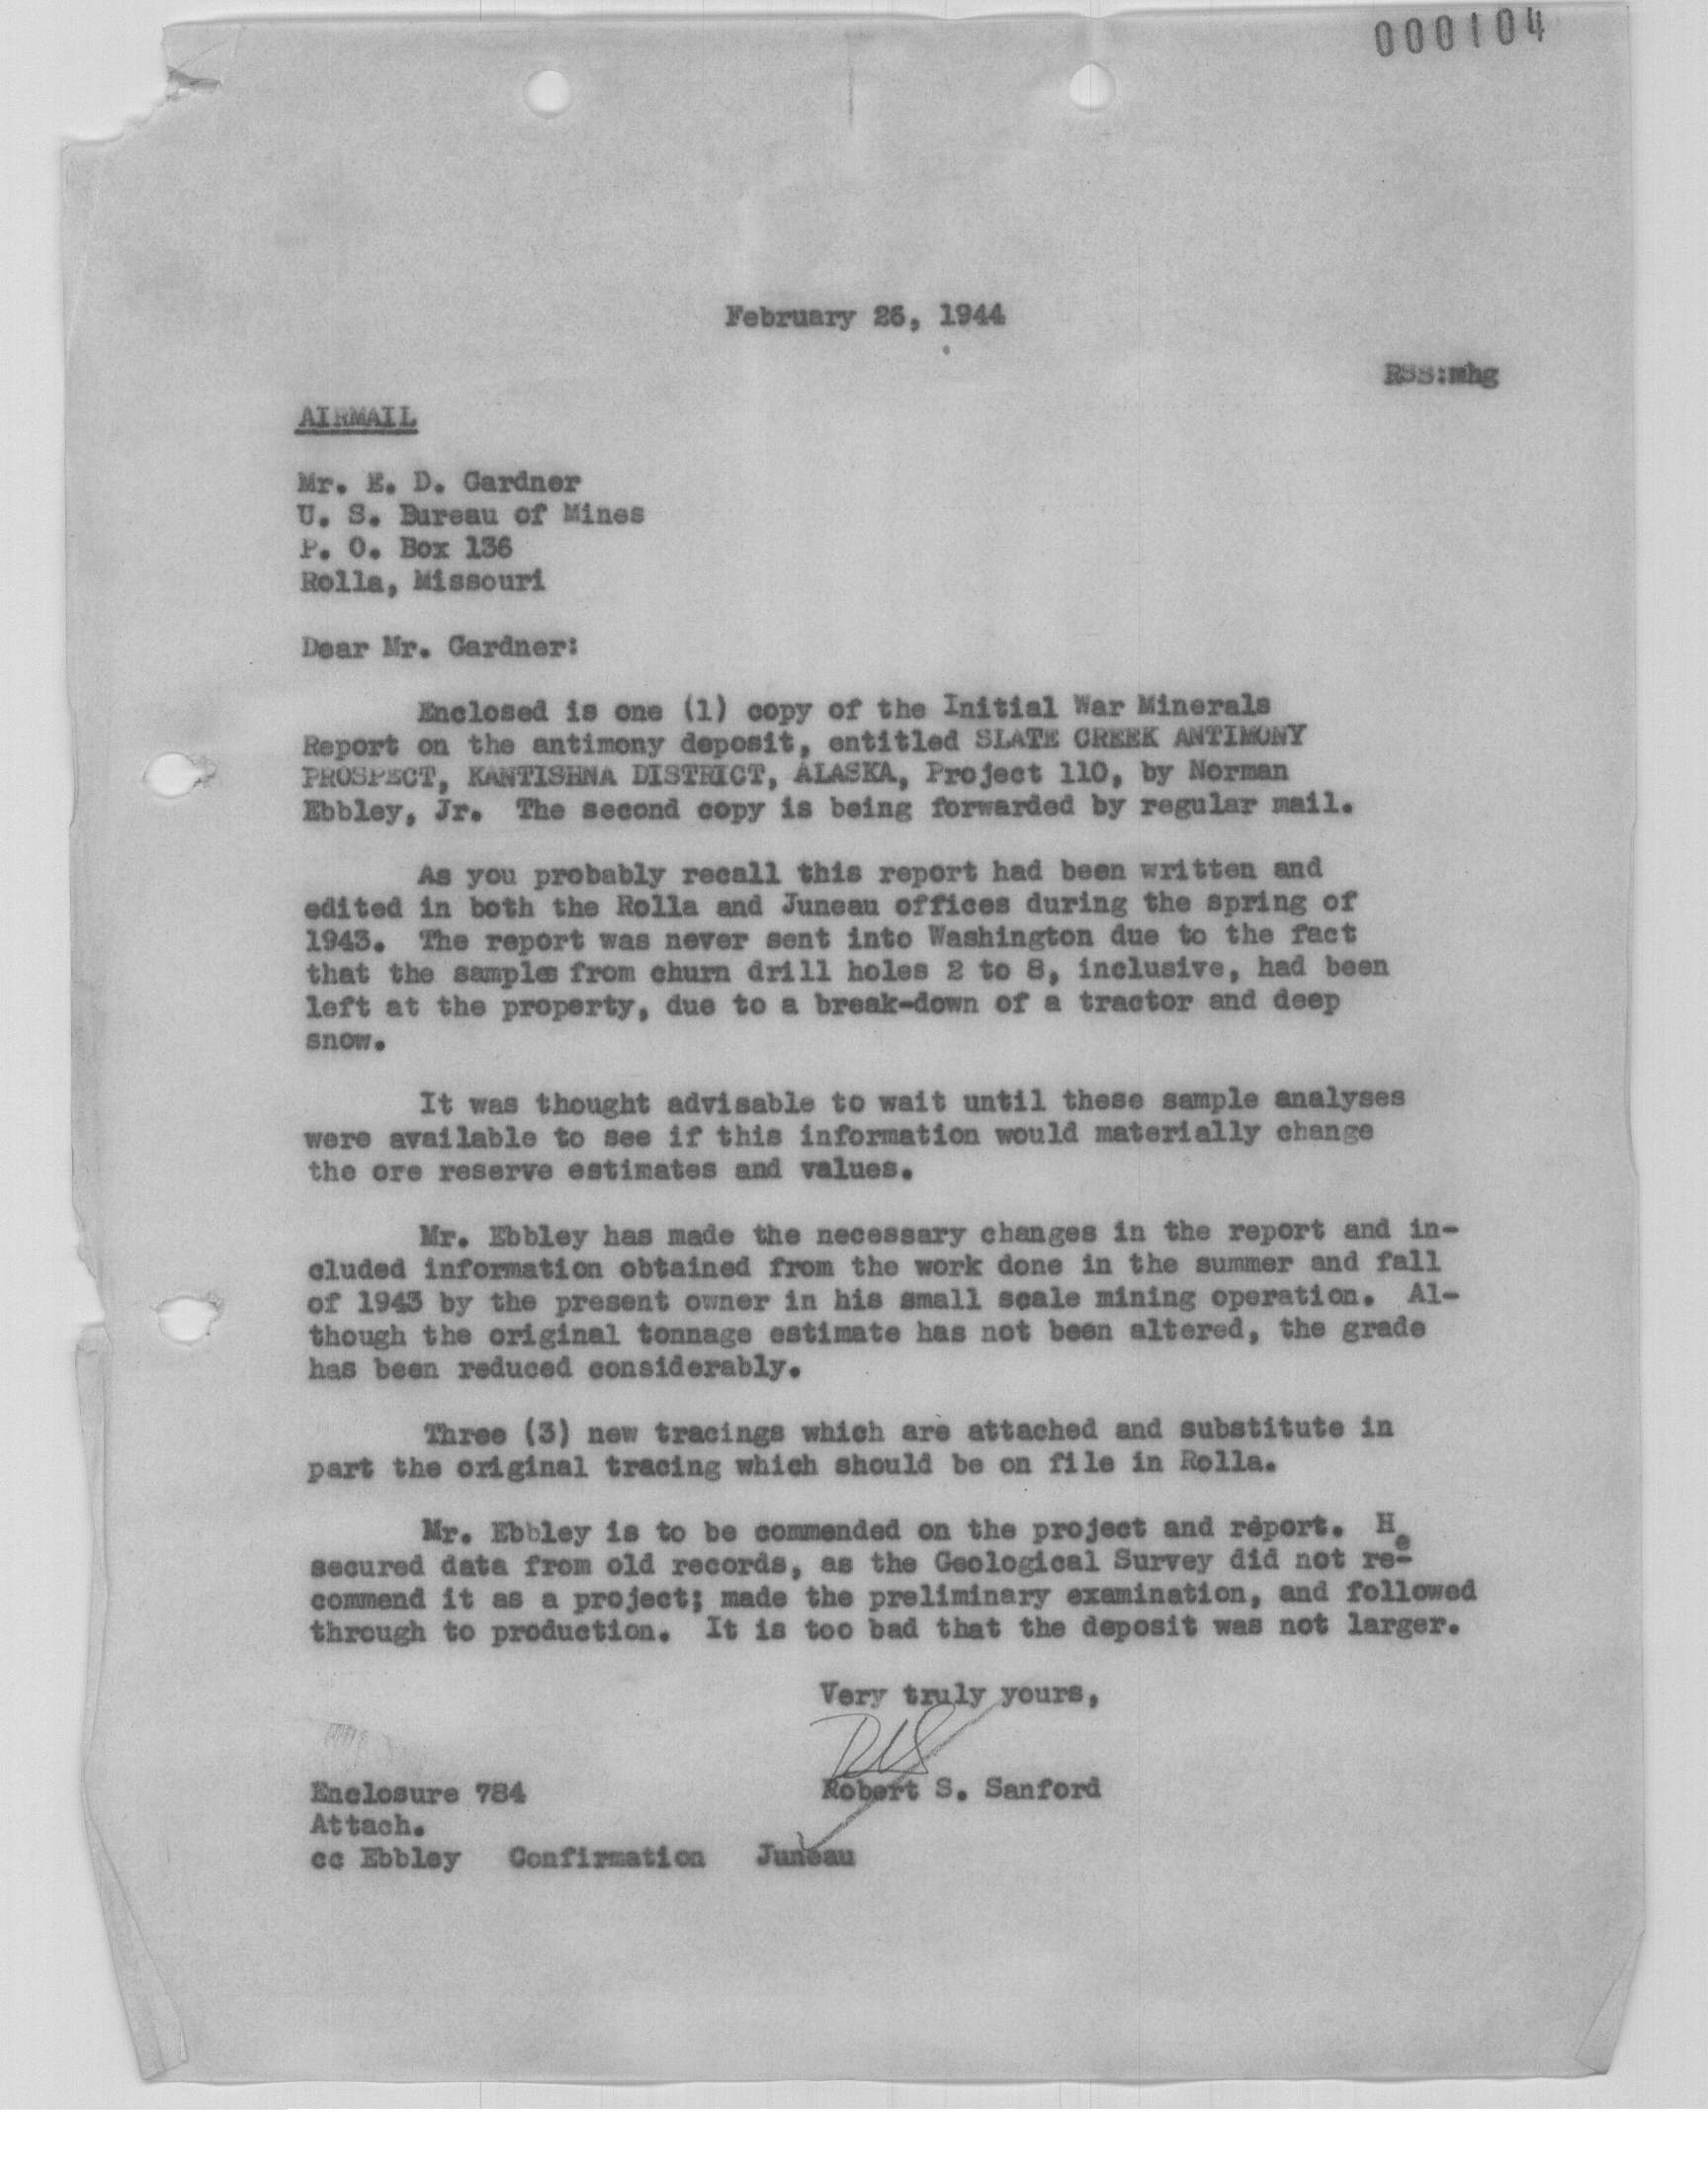 000104
February 26, 1944
RSS:mhg
AIRMAIL
Mr. E. D. Gardner
U. S. Bureau of Mines
P. O. Box 136
Rolla, Missouri
Dear Mr. Gardner:
Enclosed is one (1) copy of the Initial War Minerals
Report on the antimony deposit, entitled SLATE CREEK ANTIMONY
PROSPECT, KANTISHNA DISTRICT, ALASKA, Project 110, by Norman
Ebbley, Jr. The second copy is being forwarded by regular mail.
As you probably recall this report had been written and
edited in both the Rolla and Juneau offices during the spring of
1943. The report was never sent into Washington due to the fact
that the samples from churn drill holes 2 to 8, inclusive, had been
left at the property, due to a break-down of a tractor and deep
snow.
It was thought advisable to wait until these sample analyses
were available to see if this information would materially change
the ore reserve estimates and values.
Mr. Ebbley has made the necessary changes in the report and in-
cluded information obtained from the work done in the summer and fall
of 1943 by the present owner in his small scale mining operation. Al-
though the original tonnage estimate has not been altered, the grade
has been reduced considerably.
Three (3) new tracings which are attached and substitute in
part the original tracing which should be on file in Rolla.
Mr. Ebbley is to be commended on the project and report. He
secured data from old records, as the Geological Survey did not re-
commend it as a project; made the preliminary examination, and followed
through to production. It is too bad that the deposit was not larger.
Very truly yours,
RSS
Robert S. Sanford
Enclosure 784
Attach.
cc Ebbley Confirmation Juneau